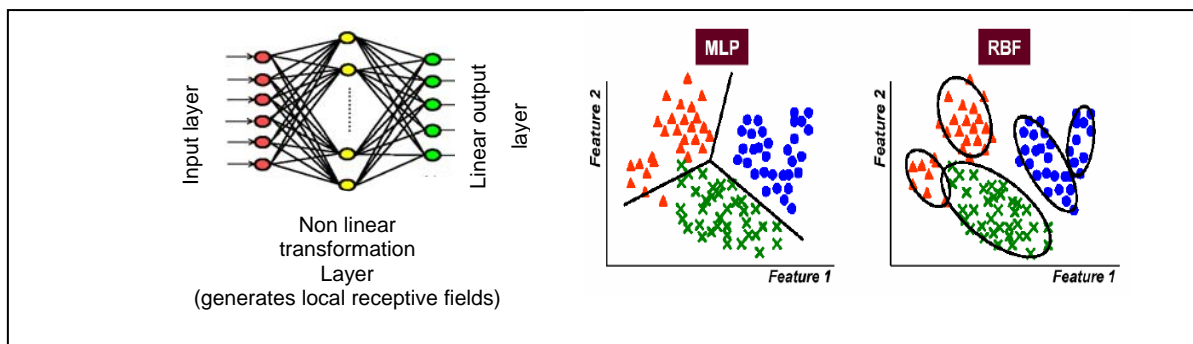 Input layer
Linear output
layer
Non linear
transformation
Layer
(generates local receptive fields)
MLP
Feature 2
Feature 1
RBF
Feature 2
Feature 1